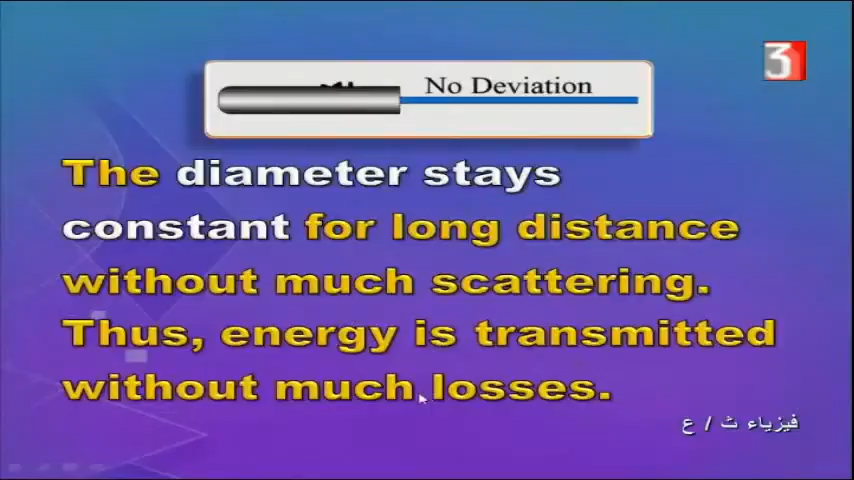 3
No Deviation
The diameter stays
constant for long distance
without much scattering.
Thus, energy is transmitted
without much losses.
فيزياء ث / ع